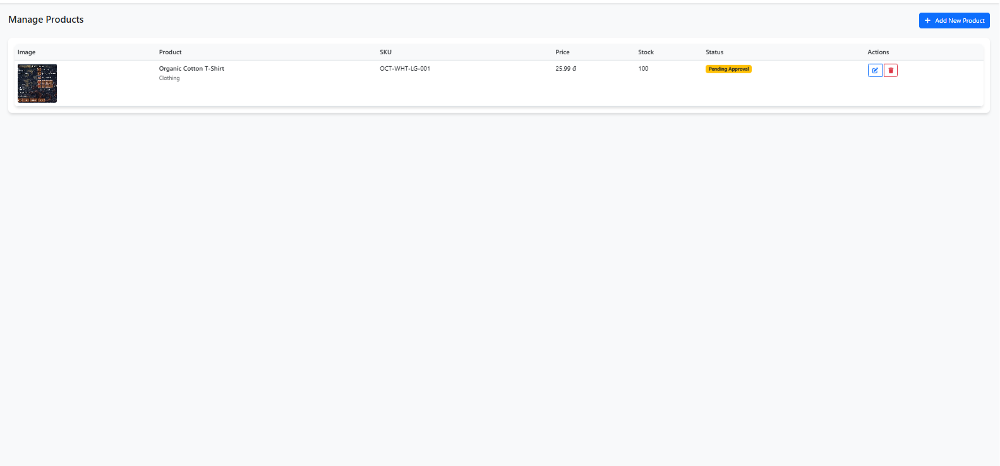 Manage Products
Add New Product
Image Product SKU Price Stock Status Actions
Organic Cotton T-Shirt OCT-WHT-LG-001 25.99 đ 100 Pending Approval
Clothing